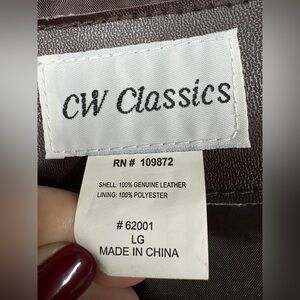 CW Classics
RN# 109872
SHELL: 100% GENUINE LEATHER
LINING: 100% POLYESTER
# 62001
LG
MADE IN CHINA